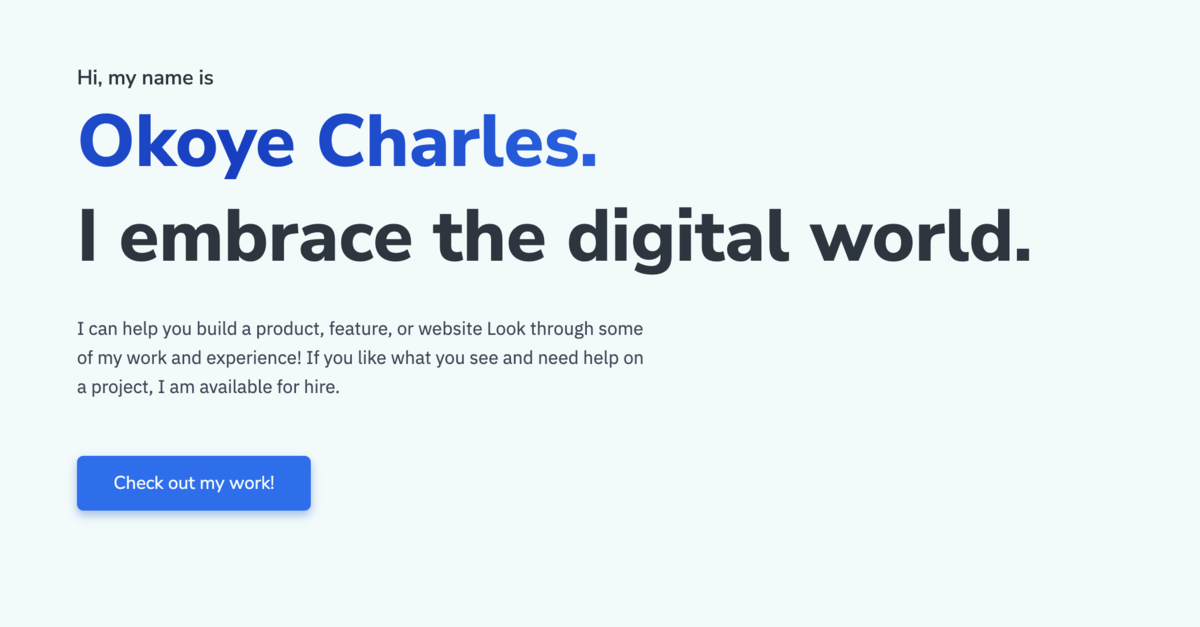 Hi, my name is
Okoye Charles.
I embrace the digital world.
I can help you build a product, feature, or website Look through some
of my work and experience! If you like what you see and need help on
a project, I am available for hire.
Check out my work!